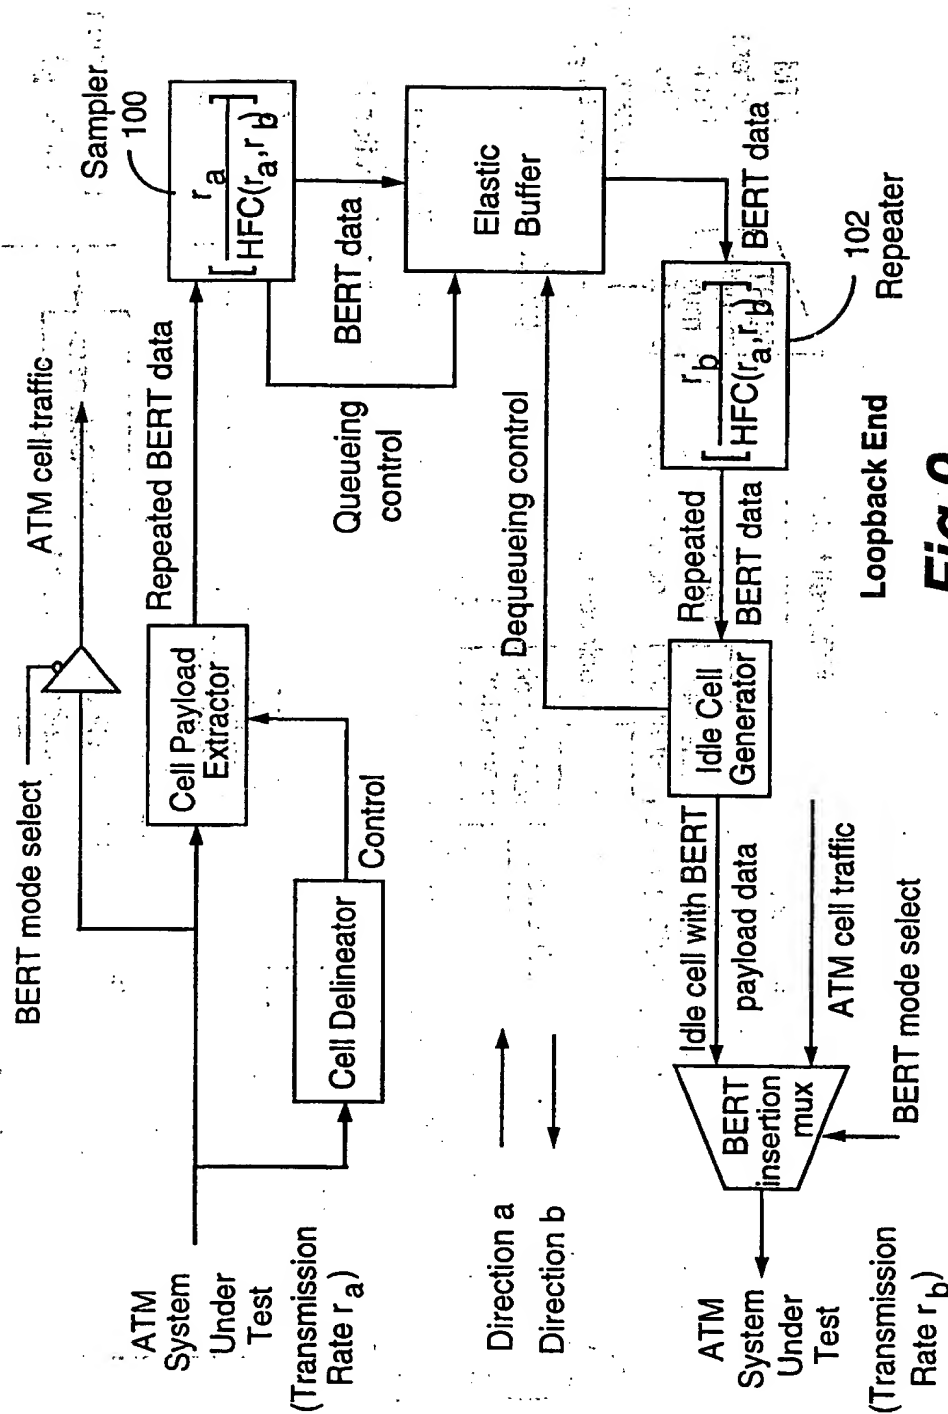 BERT mode select
ATM cell traffic
ATM
System
Under
Test
(Transmission
Rate r_a)
Cell Payload
Extractor
Repeated BERT data
Sampler
100
[r_a / HFC(r_a, r_b)]
Cell Delineator
Control
Queueing
control
BERT data
Elastic
Buffer
Direction a
Direction b
Dequeueing control
BERT data
[r_b / HFC(r_a, r_b)]
102
Repeater
Repeated
BERT data
Idle Cell
Generator
Idle cell with BERT
payload data
ATM cell traffic
BERT
insertion
mux
BERT mode select
ATM
System
Under
Test
(Transmission
Rate r_b)
Loopback End